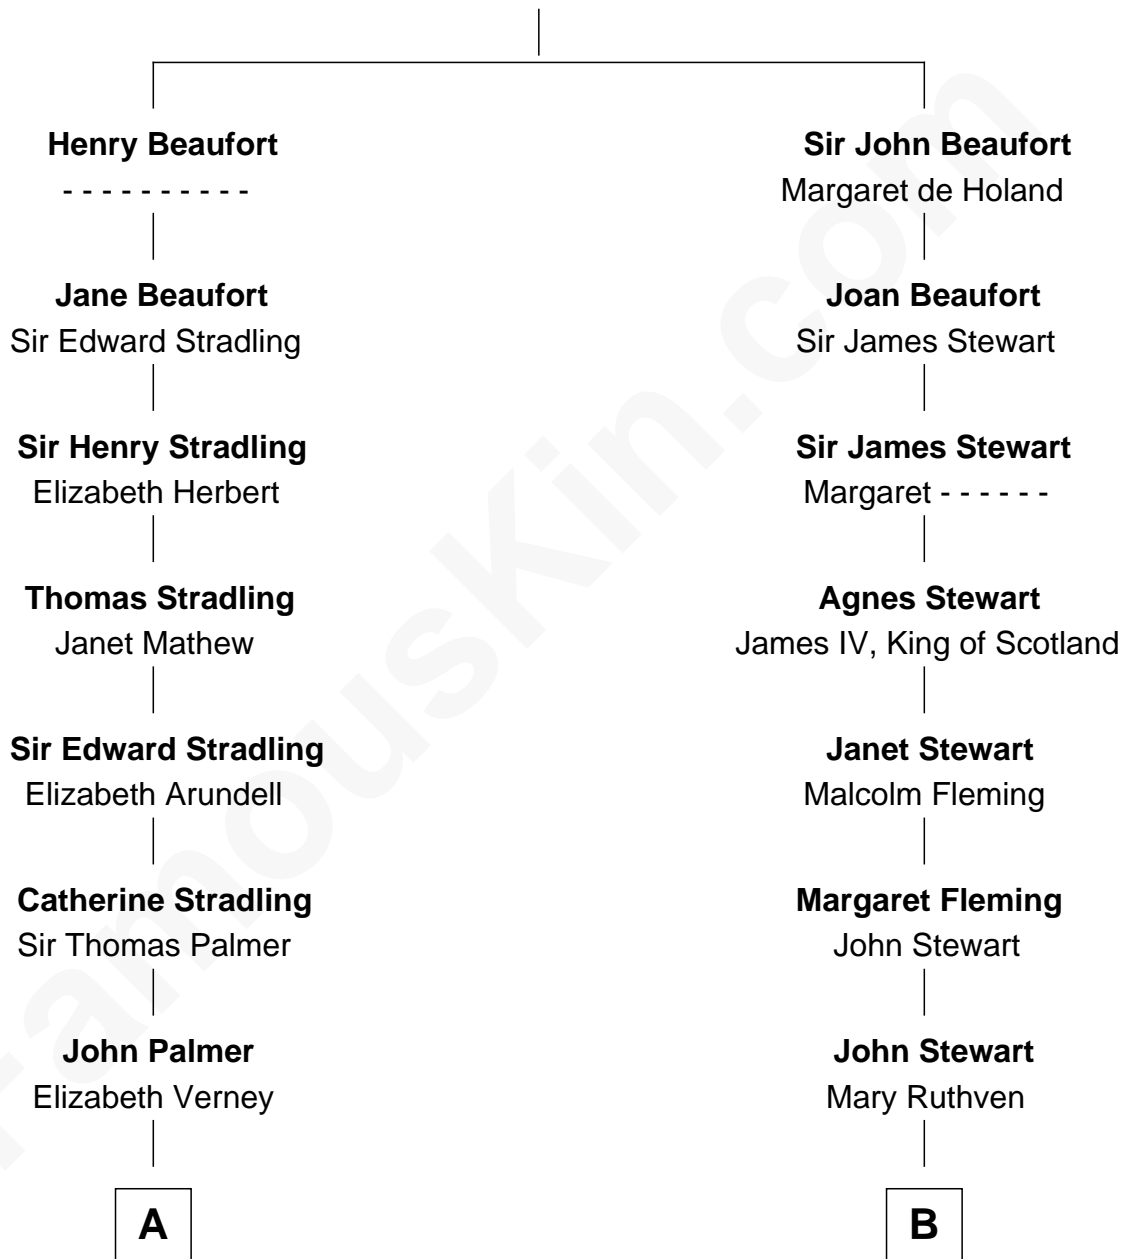 Henry Beaufort
- - - - - - - - - -
Jane Beaufort
Sir Edward Stradling
Sir Henry Stradling
Elizabeth Herbert
Thomas Stradling
Janet Mathew
Sir Edward Stradling
Elizabeth Arundell
Catherine Stradling
Sir Thomas Palmer
John Palmer
Elizabeth Verney
A
Sir John Beaufort
Margaret de Holand
Joan Beaufort
Sir James Stewart
Sir James Stewart
Margaret - - - - - -
Agnes Stewart
James IV, King of Scotland
Janet Stewart
Malcolm Fleming
Margaret Fleming
John Stewart
John Stewart
Mary Ruthven
B
FamousKin.com